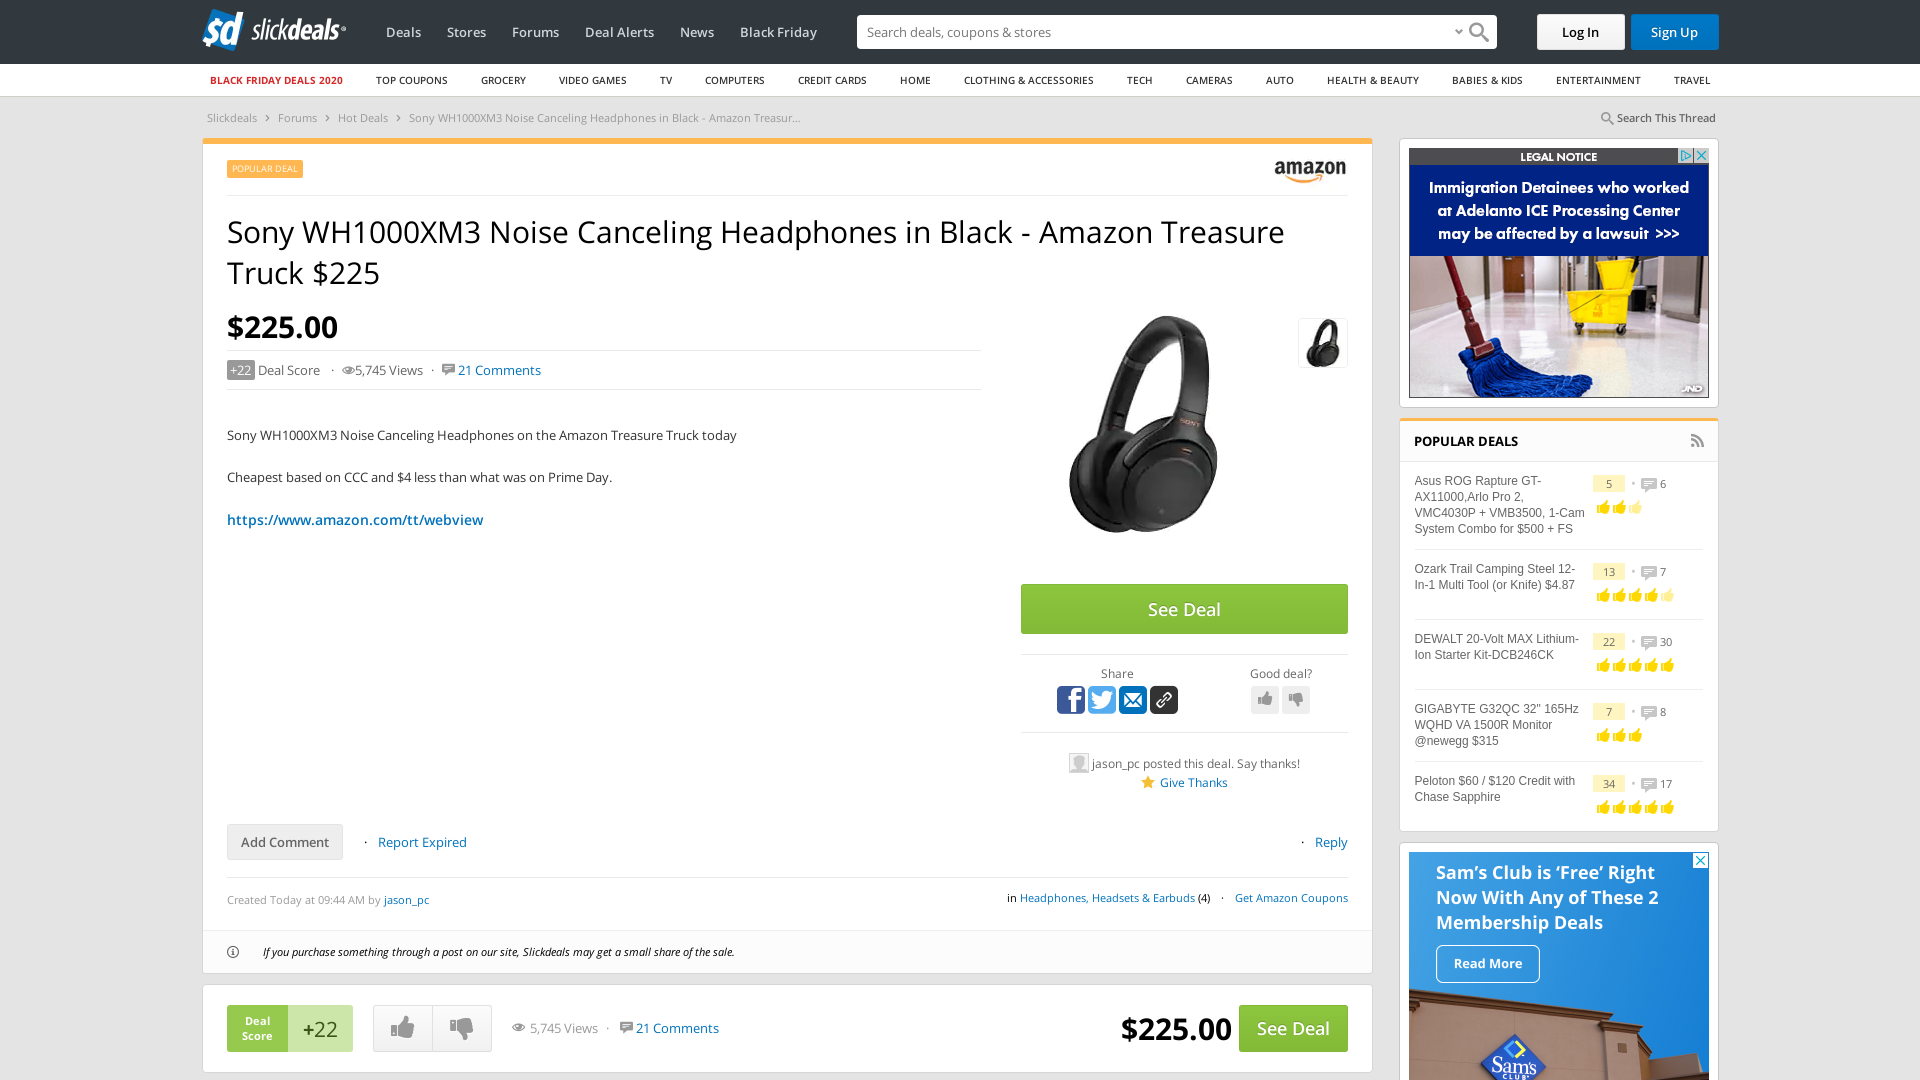 slickdeals
Deals
Stores
Forums
Deal Alerts
News
Black Friday
Search deals, coupons & stores
Log In
Sign Up
BLACK FRIDAY DEALS 2020
TOP COUPONS
GROCERY
VIDEO GAMES
TV
COMPUTERS
CREDIT CARDS
HOME
CLOTHING & ACCESSORIES
TECH
CAMERAS
AUTO
HEALTH & BEAUTY
BABIES & KIDS
ENTERTAINMENT
TRAVEL
Slickdeals > Forums > Hot Deals > Sony WH1000XM3 Noise Canceling Headphones in Black - Amazon Treasur...
Search This Thread
POPULAR DEAL
amazon
Sony WH1000XM3 Noise Canceling Headphones in Black - Amazon Treasure
Truck $225
$225.00
+22 Deal Score · 5,745 Views · 21 Comments
Sony WH1000XM3 Noise Canceling Headphones on the Amazon Treasure Truck today
Cheapest based on CCC and $4 less than what was on Prime Day.
https://www.amazon.com/tt/webview
SONY
See Deal
Share
Good deal?
jason_pc posted this deal. Say thanks!
Give Thanks
Add Comment
· Report Expired
· Reply
Created Today at 09:44 AM by jason_pc
in Headphones, Headsets & Earbuds (4) · Get Amazon Coupons
If you purchase something through a post on our site, Slickdeals may get a small share of the sale.
Deal
Score
+22
5,745 Views · 21 Comments
$225.00
See Deal
LEGAL NOTICE
Immigration Detainees who worked
at Adelanto ICE Processing Center
may be affected by a lawsuit >>>
JND
POPULAR DEALS
Asus ROG Rapture GT-
AX11000,Arlo Pro 2,
VMC4030P + VMB3500, 1-Cam
System Combo for $500 + FS
5 • 6
Ozark Trail Camping Steel 12-
In-1 Multi Tool (or Knife) $4.87
13 • 7
DEWALT 20-Volt MAX Lithium-
Ion Starter Kit-DCB246CK
22 • 30
GIGABYTE G32QC 32" 165Hz
WQHD VA 1500R Monitor
@newegg $315
7 • 8
Peloton $60 / $120 Credit with
Chase Sapphire
34 • 17
Sam's Club is 'Free' Right
Now With Any of These 2
Membership Deals
Read More
Sam's
CLUB